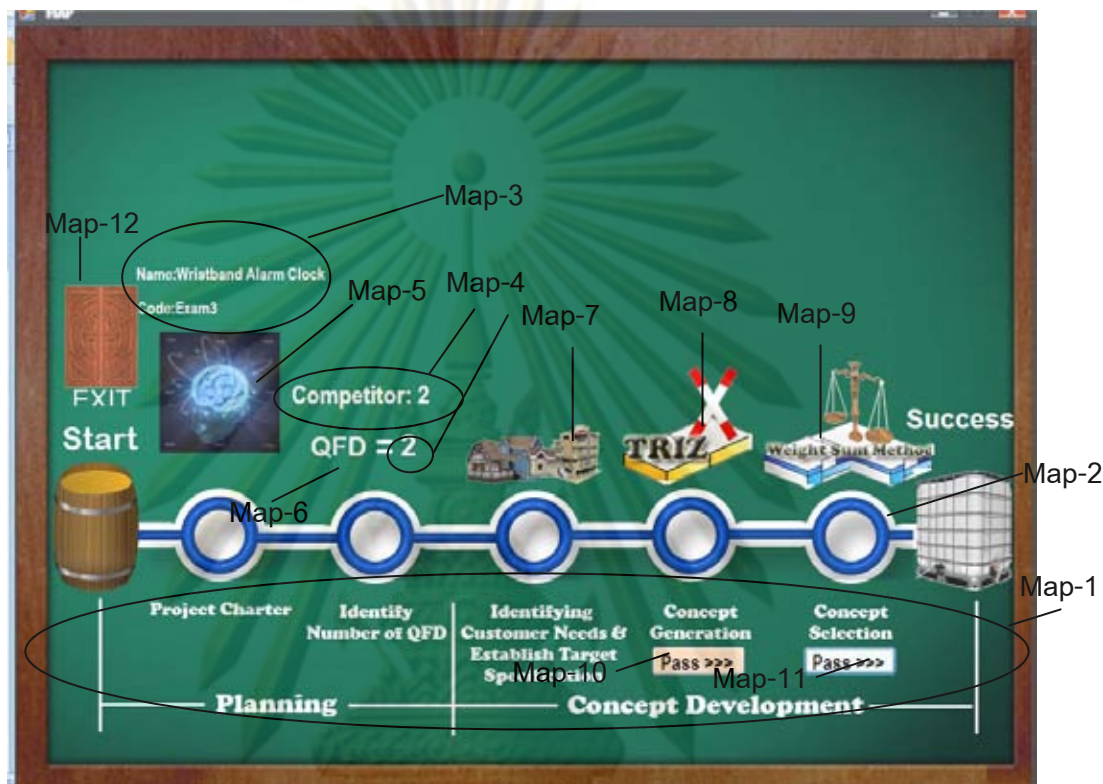 Map-3
Map-12
Name:Wristband Alarm Clock
Code:Exam3
Map-5
Map-4
Map-7
Map-8
Map-9
EXIT
Competitor: 2
Start
QFD = 2
TRIZ
Weight Sum Method
Success
Map-6
Map-2
Map-1
Project Charter
Identify
Number of QFD
Identifying
Customer Needs &
Establish Target
Concept
Generation
Pass >>>
Concept
Selection
Pass >>>
Map-10
Map-11
Planning
Concept Development